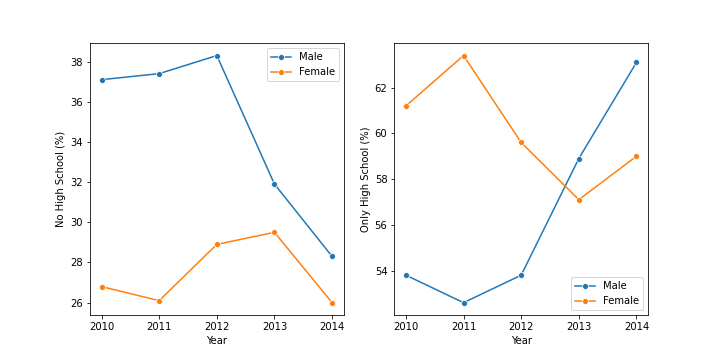 No High School (%)
38
36
34
32
30
28
26
2010 2011 2012 2013 2014
Year
Male
Female
Only High School (%)
62
60
58
56
54
2010 2011 2012 2013 2014
Year
Male
Female